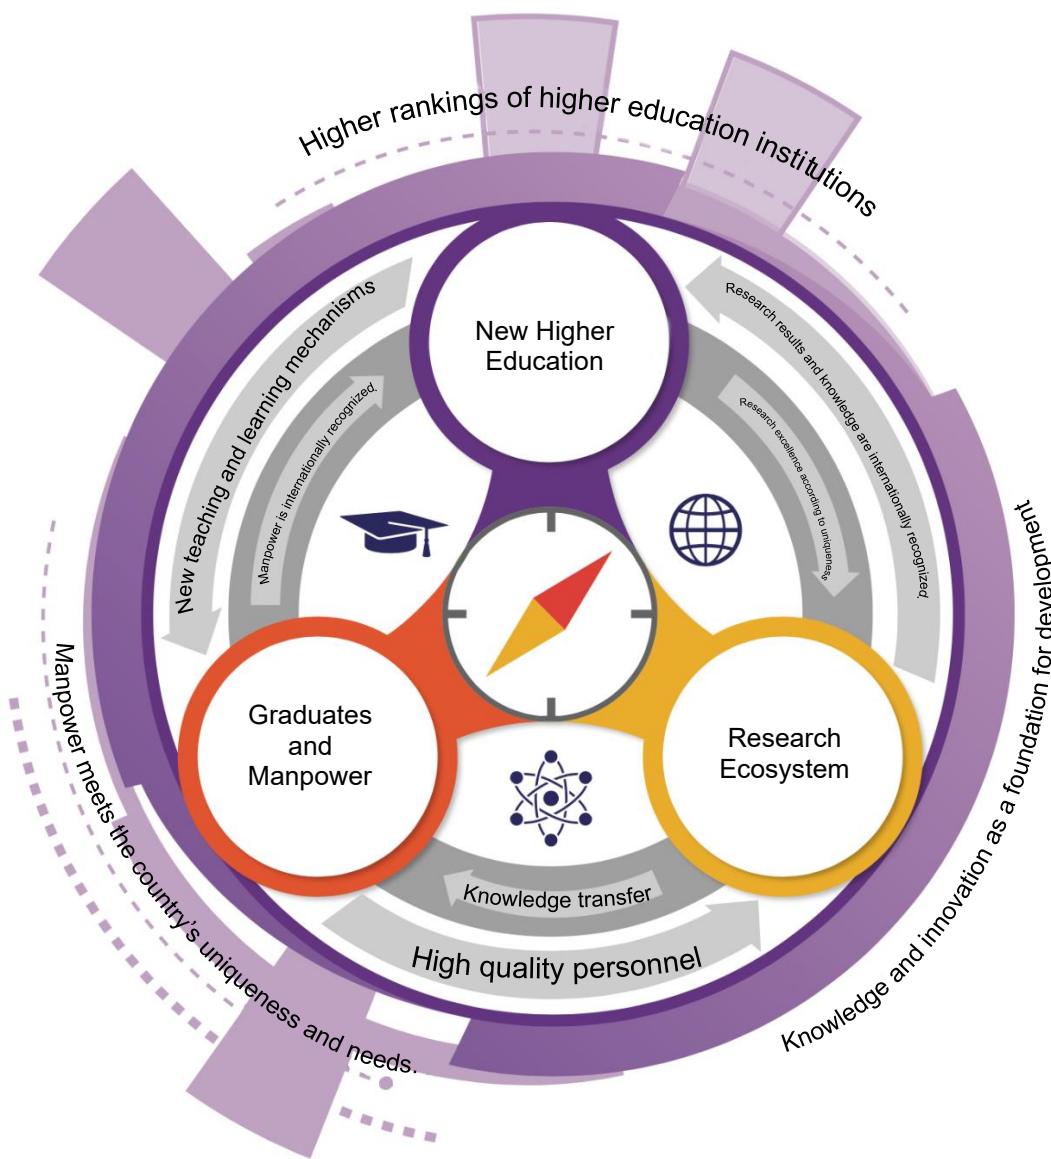 Higher rankings of higher education institutions
New Higher
Education
New teaching and learning mechanisms
Manpower is internationally recognized.
Research results and knowledge are internationally recognized.
Research excellence according to uniqueness.
Graduates
and
Manpower
Research
Ecosystem
Knowledge transfer
High quality personnel
Manpower meets the country's uniqueness and needs.
Knowledge and innovation as a foundation for development